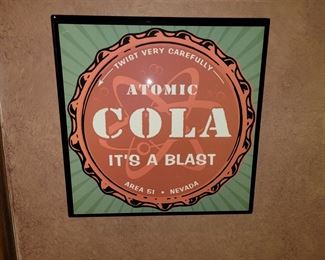 TWIST VERY CAREFULLY
ATOMIC
COLA
IT'S A BLAST
AREA 51 • NEVADA